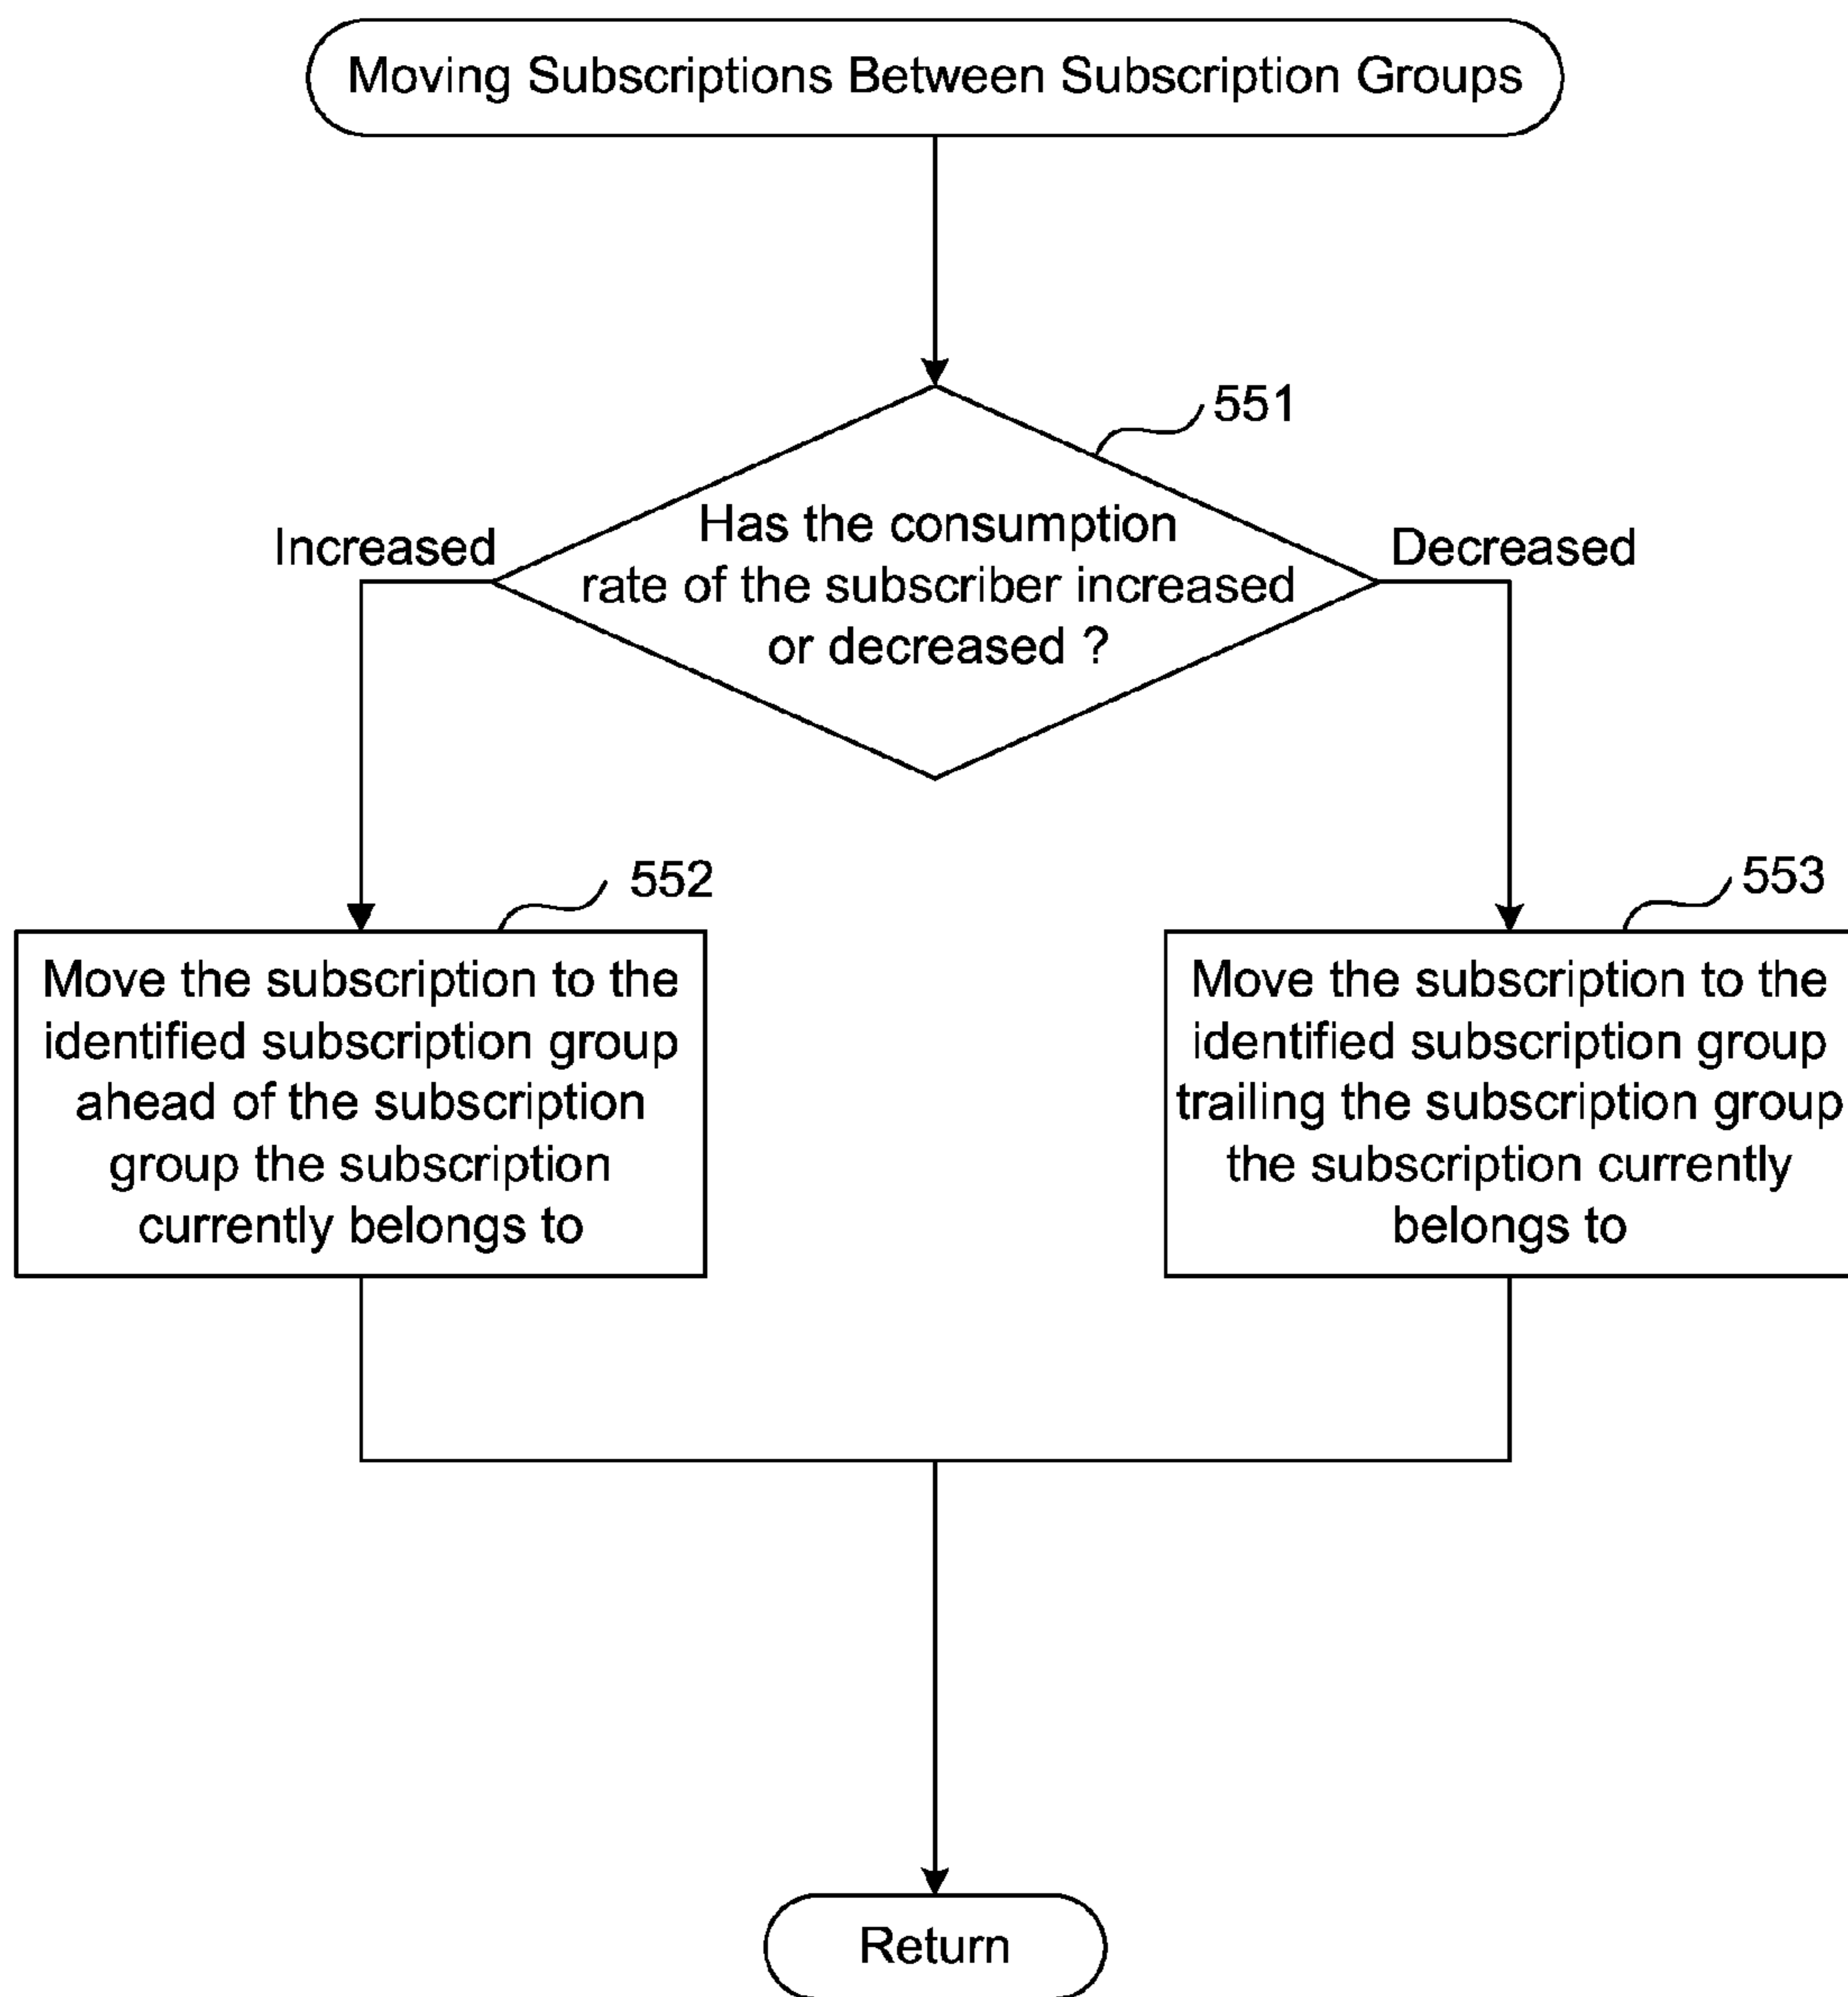 Moving Subscriptions Between Subscription Groups
551
Has the consumption
rate of the subscriber increased
or decreased ?
Increased
Decreased
552
553
Move the subscription to the
identified subscription group
ahead of the subscription
group the subscription
currently belongs to
Move the subscription to the
identified subscription group
trailing the subscription group
the subscription currently
belongs to
Return